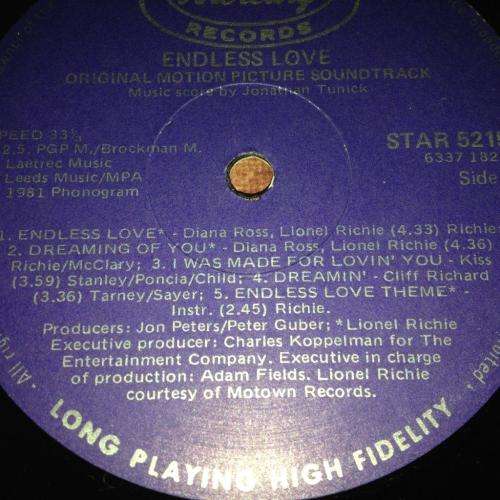 RECORDS
ENDLESS LOVE
ORIGINAL MOTION PICTURE SOUNDTRACK
Music score by Jonathan Tunick
PEED 33⅓
2.5. PGP M./Brockman M.
Laetrec Music
Leeds Music/MPA
1981 Phonogram
STAR 521
6337 182
Side
1. ENDLESS LOVE* - Diana Ross, Lionel Richie (4.33) Richie
2. DREAMING OF YOU* - Diana Ross, Lionel Richie (4.36)
Richie/McClary; 3. I WAS MADE FOR LOVIN' YOU - Kiss
(3.59) Stanley/Poncia/Child; 4. DREAMIN' - Cliff Richard
(3.36) Tarney/Sayer; 5. ENDLESS LOVE THEME* -
Instr. (2.45) Richie.
Producers: Jon Peters/Peter Guber; *Lionel Richie
Executive producer: Charles Koppelman for The
Entertainment Company. Executive in charge
of production: Adam Fields. Lionel Richie
courtesy of Motown Records.
- All rig
LONG PLAYING HIGH FIDELITY